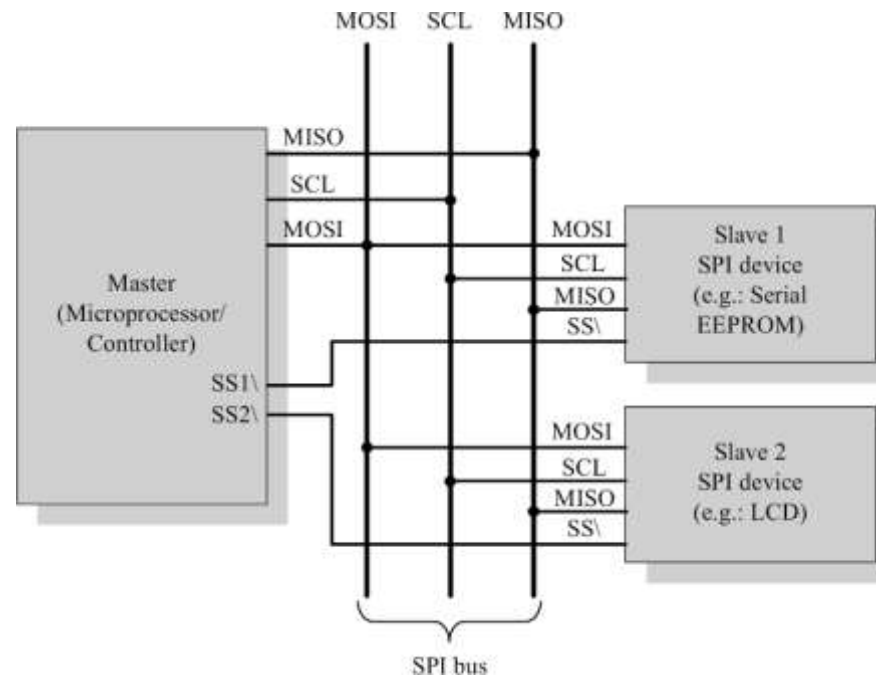 MOSI SCL MISO
MISO
SCL
MOSI
Master
(Microprocessor/
Controller)
SS1\
SS2\
MOSI
SCL
MISO
SS\
Slave 1
SPI device
(e.g.: Serial
EEPROM)
MOSI
SCL
MISO
SS\
Slave 2
SPI device
(e.g.: LCD)
SPI bus